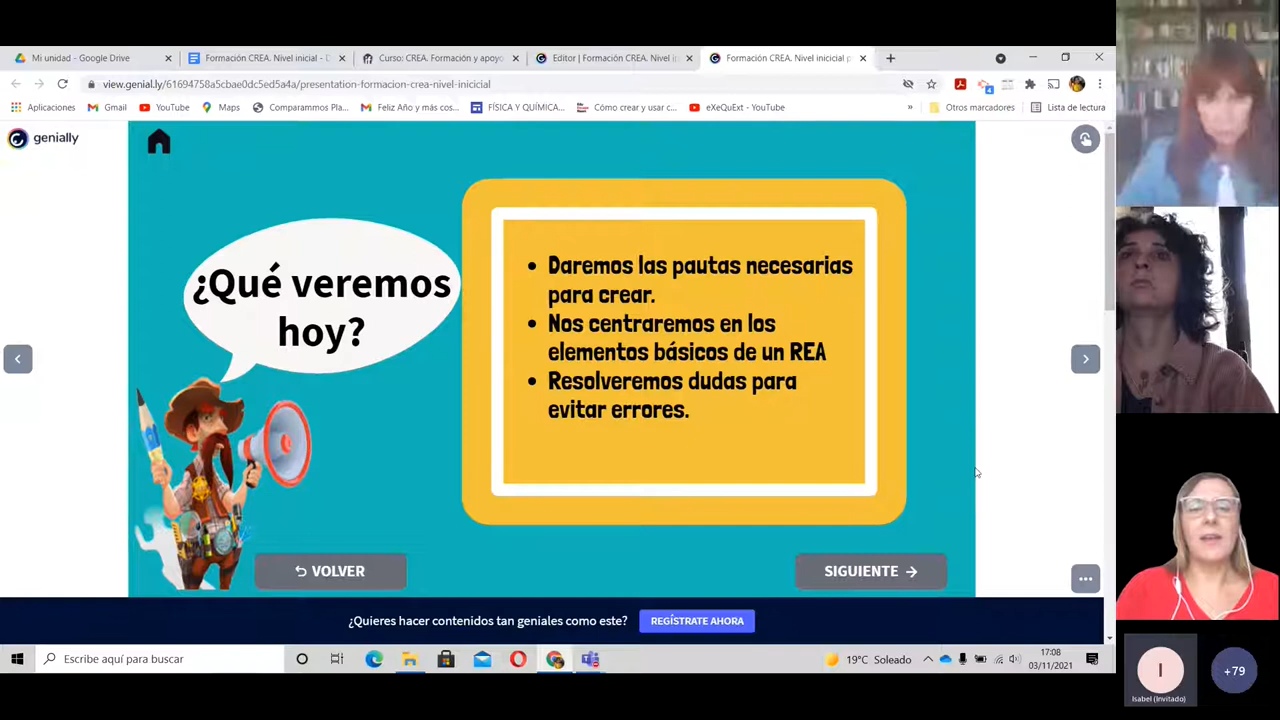 Mi unidad - Google Drive
Formación CREA. Nivel inicial - D
Curso: CREA. Formación y apoyo
Editor | Formación CREA. Nivel i
Formación CREA. Nivel inicial p
view.genial.ly/61694758a5cbae0dc5ed5a4a/presentation-formacion-crea-nivel-inicicial
Aplicaciones
Gmail
YouTube
Maps
Comparammos Pla...
Feliz Año y más cos...
FÍSICA Y QUÍMICA...
Cómo crear y usar c...
eXeQuExt - YouTube
»
Otros marcadores
Lista de lectura
genially
¿Qué veremos
hoy?
• Daremos las pautas necesarias
para crear.
• Nos centraremos en los
elementos básicos de un REA
• Resolveremos dudas para
evitar errores.
VOLVER
SIGUIENTE
¿Quieres hacer contenidos tan geniales como este?
REGÍSTRATE AHORA
Escribe aquí para buscar
19°C Soleado
17:08
03/11/2021
I
Isabel (Invitado)
+79